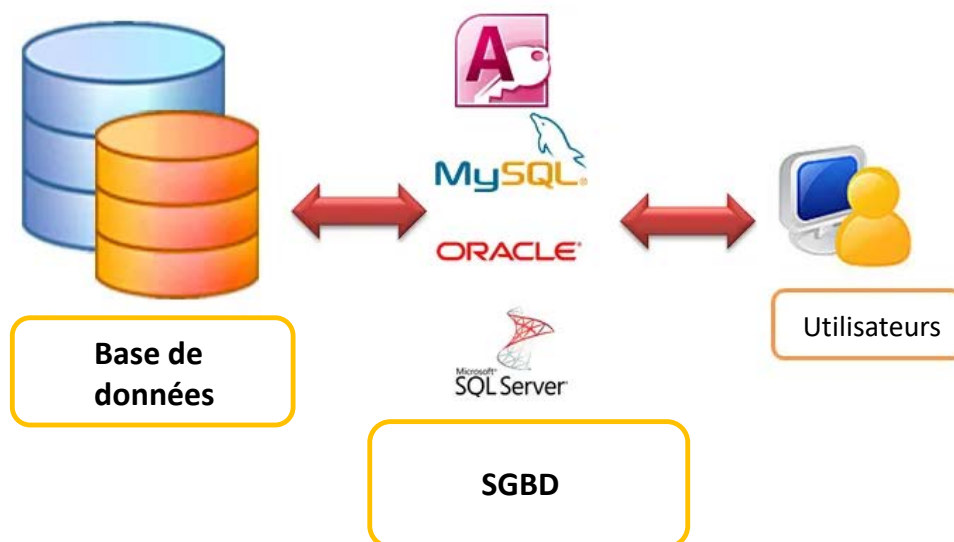 A
MySQL®
ORACLE®
Microsoft®
SQL Server®
Base de
données
Utilisateurs
SGBD